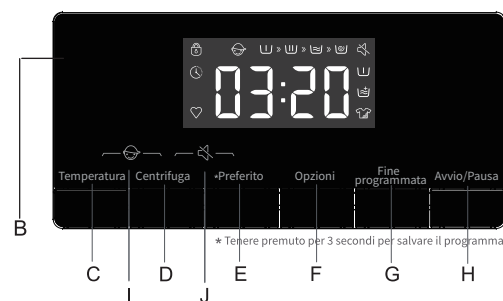 03:20
Temperatura
Centrifuga
*Preferito
Opzioni
Fine
programmata
Avvio/Pausa
B
* Tenere premuto per 3 secondi per salvare il programma
C
D
E
F
G
H
I
J